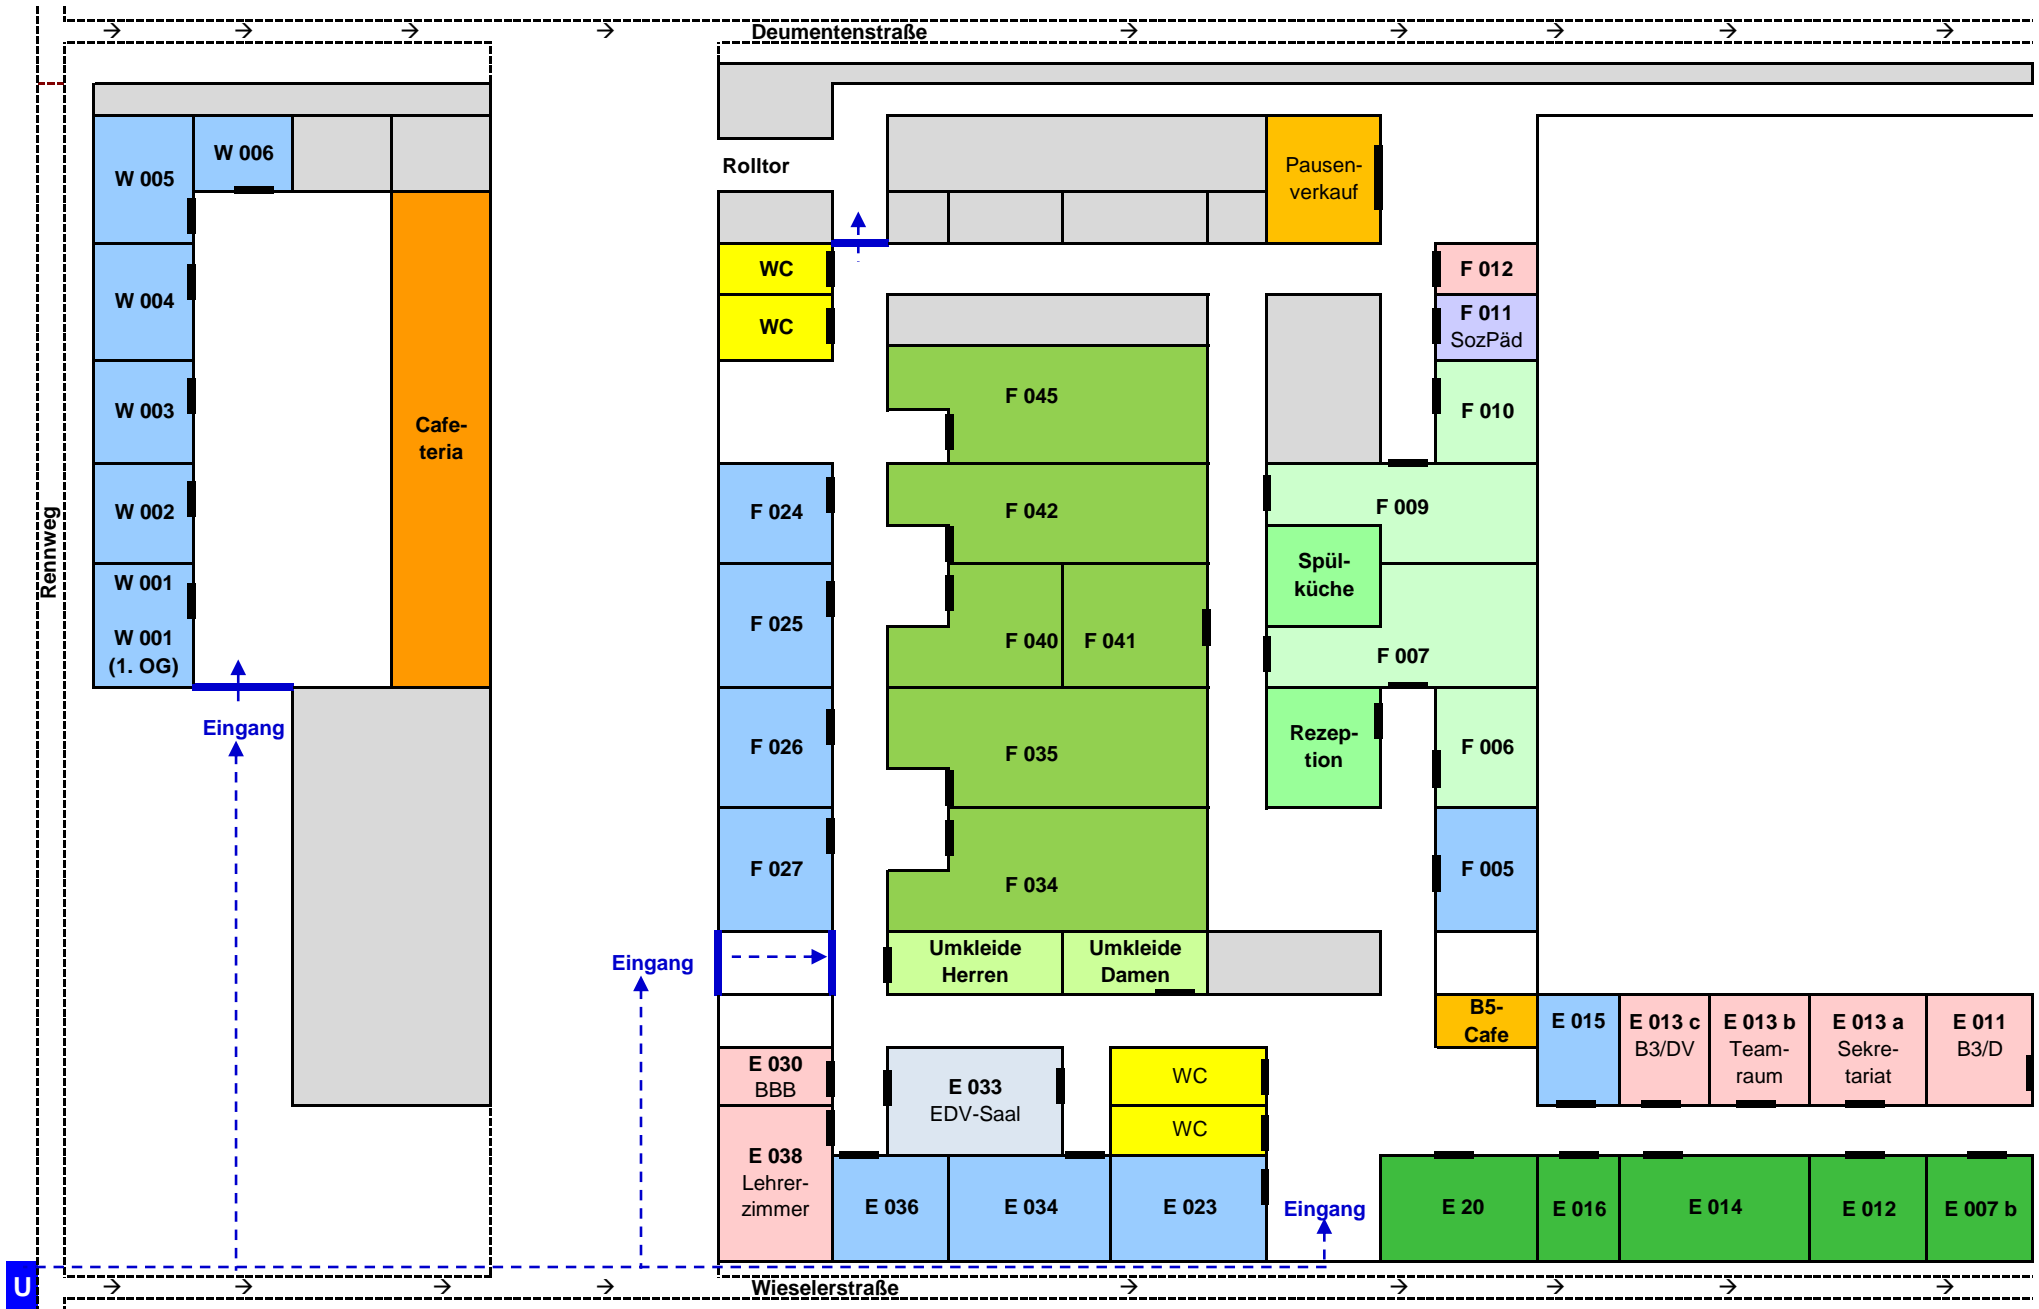 → → → → Deumentenstraße → → → → →
W 005
W 006
Rolltor
Pausen-
verkauf
W 004
WC
WC
F 012
F 011
SozPäd
W 003
Cafe-
teria
F 045
F 010
Rennweg
W 002
F 024
F 042
F 009
Spül-
küche
W 001
W 001
(1. OG)
F 025
F 040
F 041
F 007
Eingang
F 026
F 035
Rezep-
tion
F 006
F 027
F 034
F 005
Eingang
Umkleide
Herren
Umkleide
Damen
B5-
Cafe
E 015
E 013 c
B3/DV
E 013 b
Team-
raum
E 013 a
Sekre-
tariat
E 011
B3/D
E 030
BBB
E 033
EDV-Saal
WC
WC
E 038
Lehrer-
zimmer
E 036
E 034
E 023
Eingang
E 20
E 016
E 014
E 012
E 007 b
U
→ → → → Wieselerstraße → → → → →